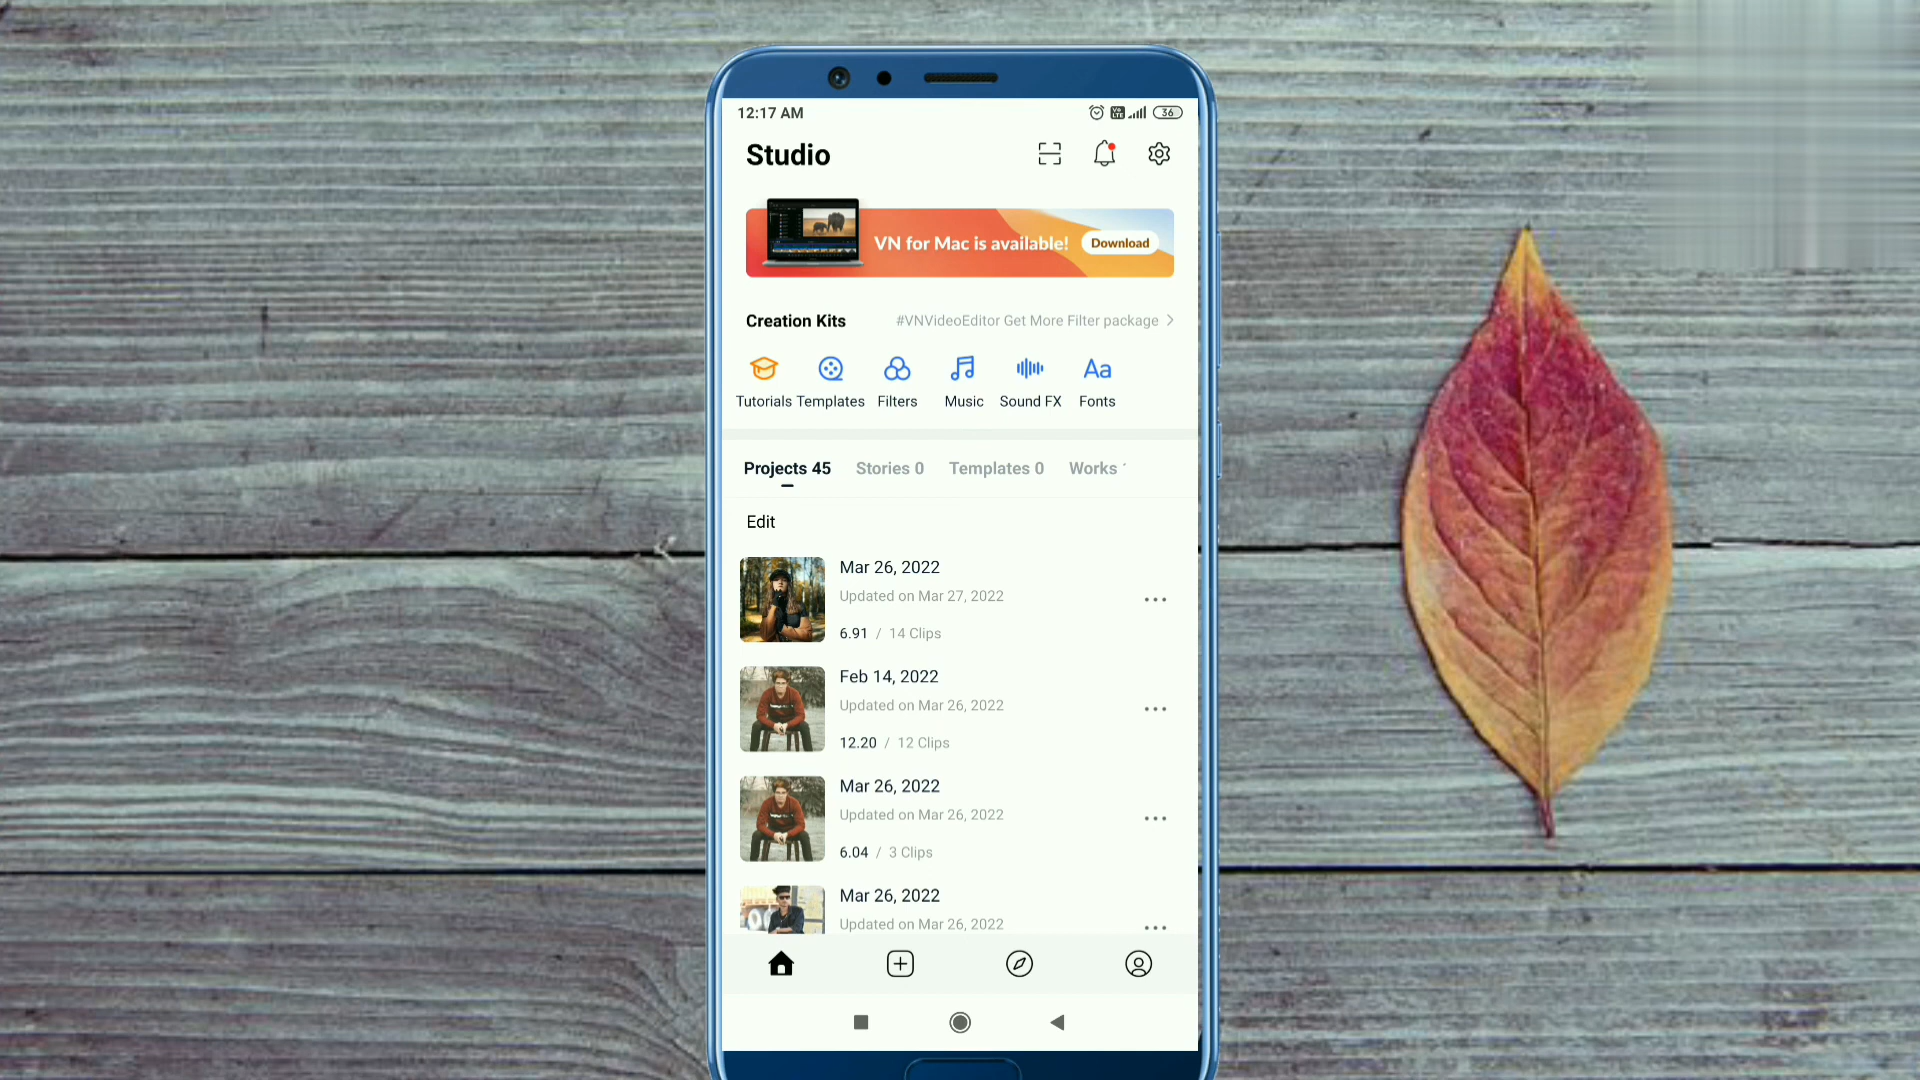 12:17 AM
36
Studio
VN for Mac is available!
Download
Creation Kits
#VNVideoEditor Get More Filter package
Aa
Tutorials
Templates
Filters
Music
Sound FX
Fonts
Projects 45
Stories 0
Templates 0
Works
Edit
Mar 26, 2022
Updated on Mar 27, 2022
6.91 / 14 Clips
Feb 14, 2022
Updated on Mar 26, 2022
12.20 / 12 Clips
Mar 26, 2022
Updated on Mar 26, 2022
6.04 / 3 Clips
Mar 26, 2022
Updated on Mar 26, 2022